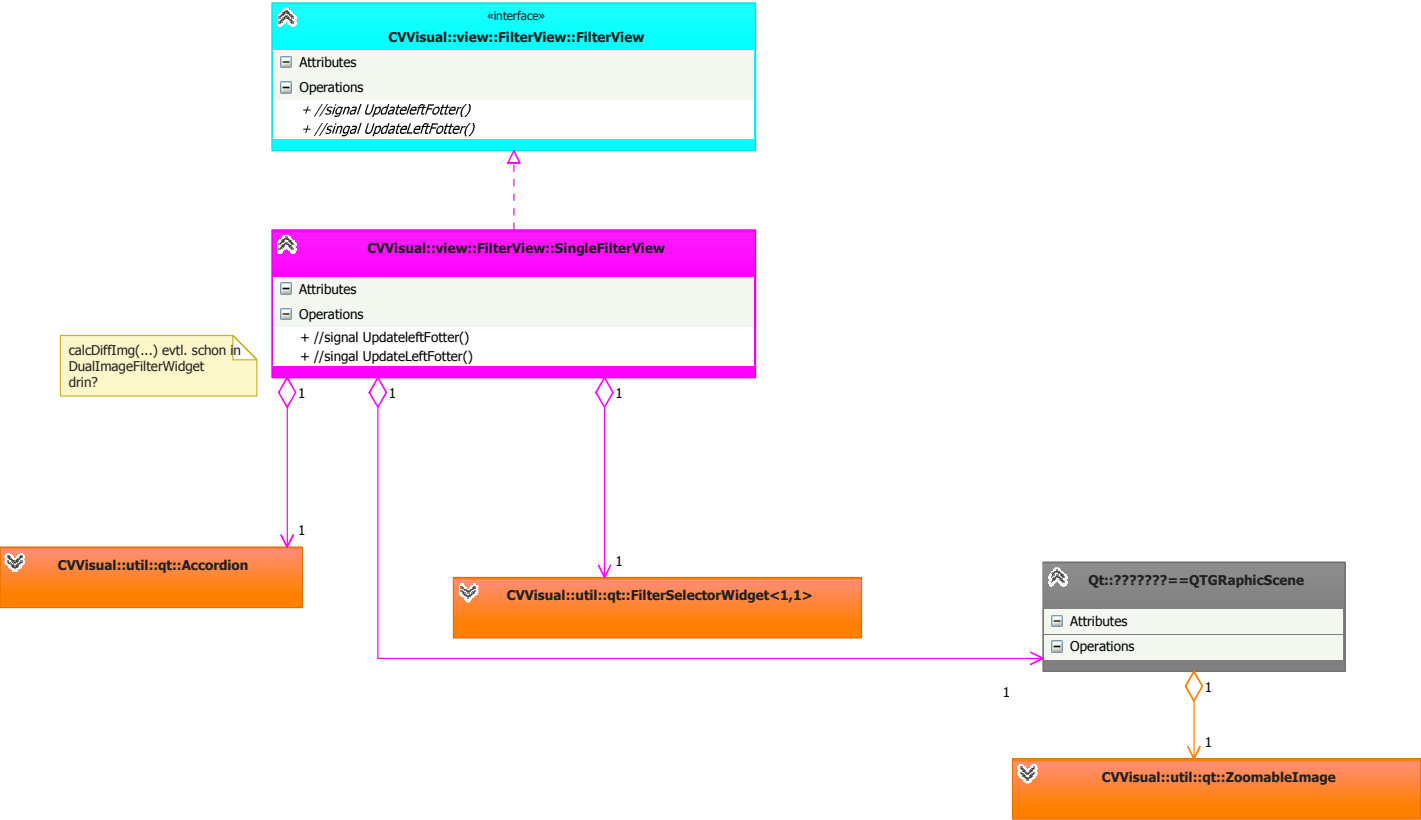 «interface»
CVVisual::view::FilterView::FilterView
Attributes
Operations
+ //signal UpdateleftFotter()
+ //singal UpdateLeftFotter()
CVVisual::view::FilterView::SingleFilterView
Attributes
Operations
+ //signal UpdateleftFotter()
+ //singal UpdateLeftFotter()
calcDiffImg(...) evtl. schon in
DualImageFilterWidget
drin?
1
1
1
1
1
CVVisual::util::qt::Accordion
CVVisual::util::qt::FilterSelectorWidget<1,1>
Qt::???????==QTGRaphicScene
Attributes
Operations
1
1
1
CVVisual::util::qt::ZoomableImage